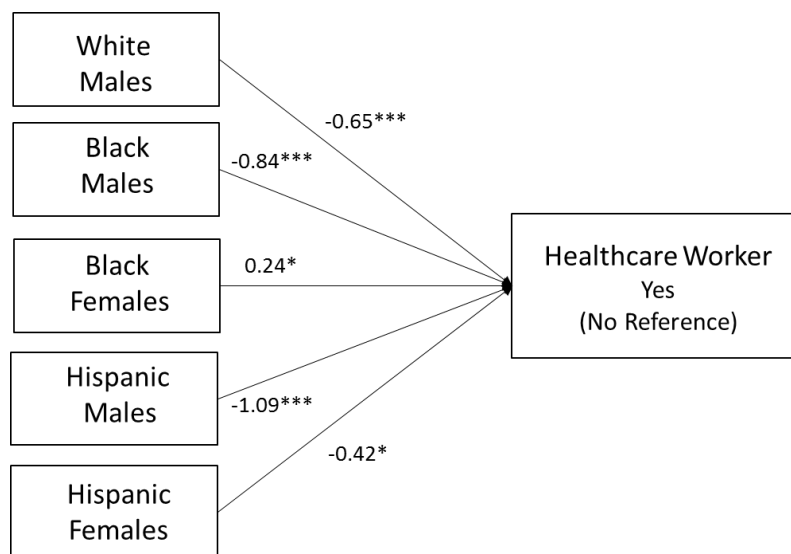 White
Males
-0.65***
Black
Males
-0.84***
Black
Females
0.24*
Healthcare Worker
Yes
(No Reference)
Hispanic
Males
-1.09***
-0.42*
Hispanic
Females